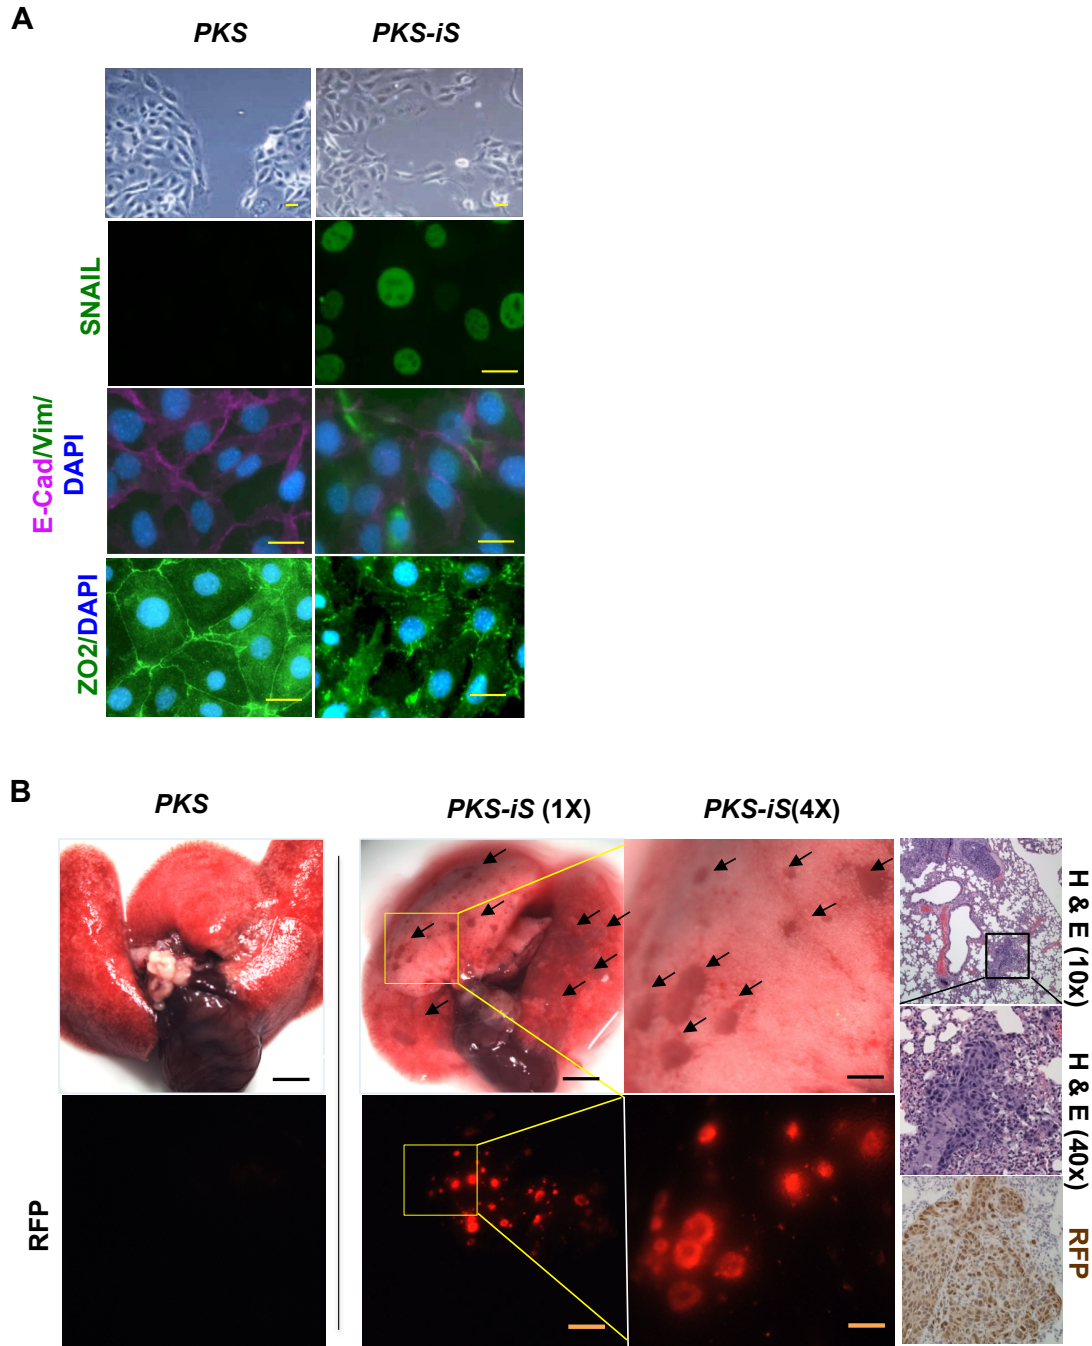 A
PKS PKS-iS
SNAIL
E-Cad/Vim/
DAPI
ZO2/DAPI
B
PKS PKS-iS (1X) PKS-iS(4X)
H & E (10x)
H & E (40x)
RFP
RFP